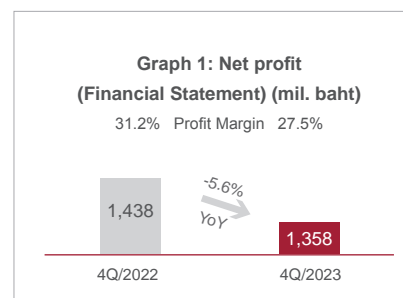 Graph 1: Net profit
(Financial Statement) (mil. baht)
31.2% Profit Margin 27.5%
-5.6%
YoY
1,438
1,358
4Q/2022 4Q/2023